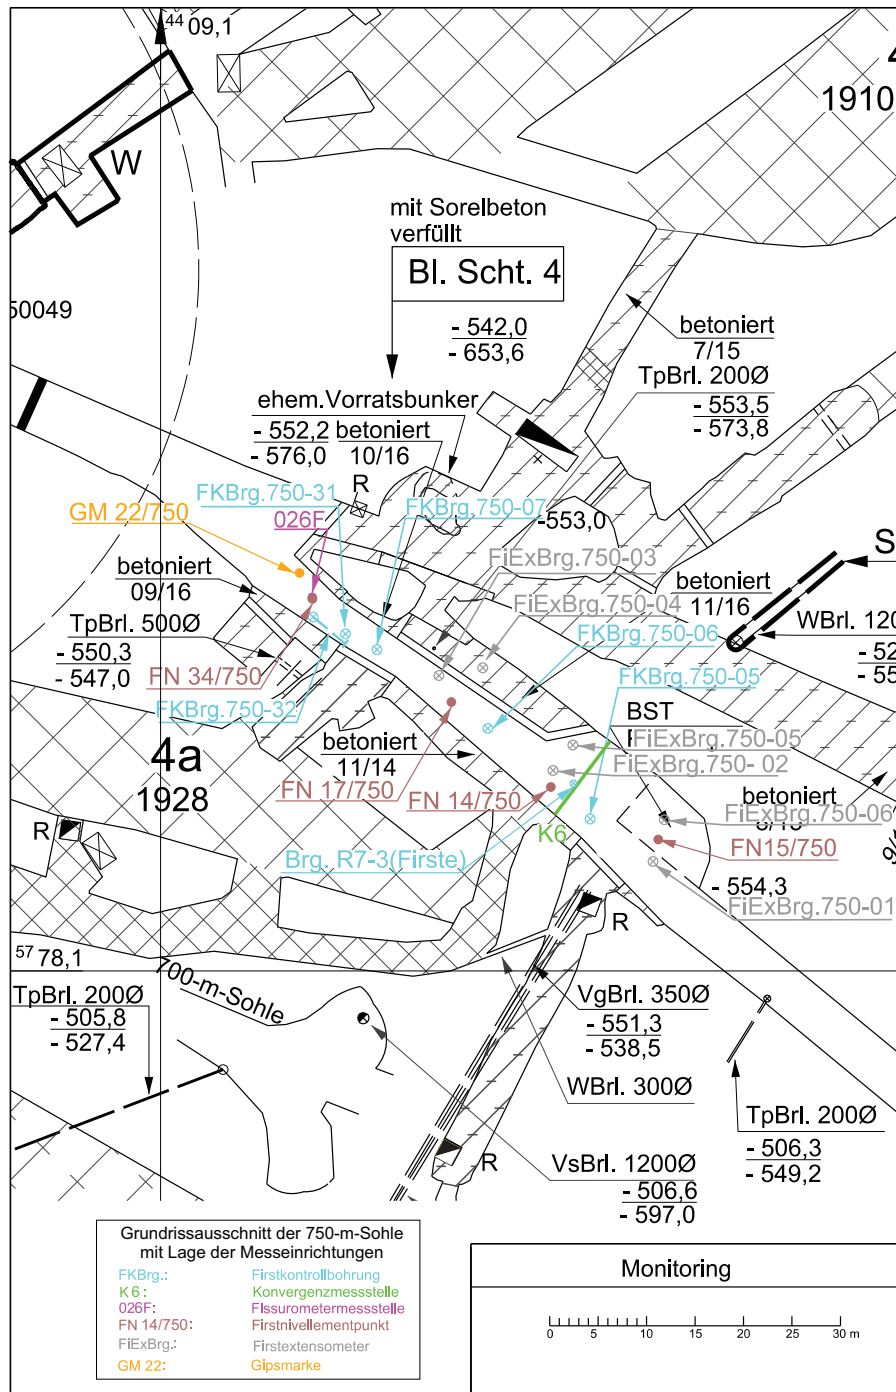 44 09,1
4
1910
W
mit Sorelbeton
verfüllt
Bl. Scht. 4
50049
- 542,0
- 653,6
betoniert
7/15
TpBrl. 200Ø
- 553,5
- 573,8
ehem.Vorratsbunker
- 552,2
- 576,0
betoniert
10/16
R
FKBrg.750-31
FKBrg.750-07
GM 22/750
026F
-553,0
S
FiExBrg.750-03
betoniert
09/16
betoniert
11/16
FiExBrg.750-04
TpBrl. 500Ø
- 550,3
- 547,0
WBrl. 120
- 52
- 55
FKBrg.750-06
FN 34/750
FKBrg.750-05
FKBrg.750-32
BST
FiExBrg.750-05
betoniert
11/14
4a
1928
FiExBrg.750- 02
FN 17/750
FN 14/750
betoniert
FiExBrg.750-06
R
K6
FN15/750
Brg. R7-3(Firste)
- 554,3
FiExBrg.750-01
R
57 78,1
700-m-Sohle
TpBrl. 200Ø
- 505,8
- 527,4
VgBrl. 350Ø
- 551,3
- 538,5
WBrl. 300Ø
TpBrl. 200Ø
- 506,3
- 549,2
R
VsBrl. 1200Ø
- 506,6
- 597,0
Grundrissausschnitt der 750-m-Sohle
mit Lage der Messeinrichtungen
FKBrg.: Firstkontrollbohrung
K 6 : Konvergenzmessstelle
026F: FIssurometermessstelle
FN 14/750: Firstnivellementpunkt
FiExBrg.: Firstextensometer
GM 22: Gipsmarke
Monitoring
0 5 10 15 20 25 30 m